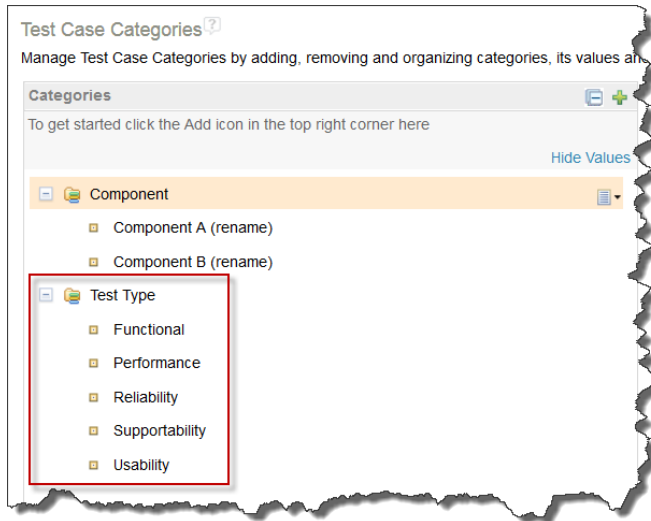 Test Case Categories ?
Manage Test Case Categories by adding, removing and organizing categories, its values
Categories
To get started click the Add icon in the top right corner here
Hide Values
Component
Component A (rename)
Component B (rename)
Test Type
Functional
Performance
Reliability
Supportability
Usability